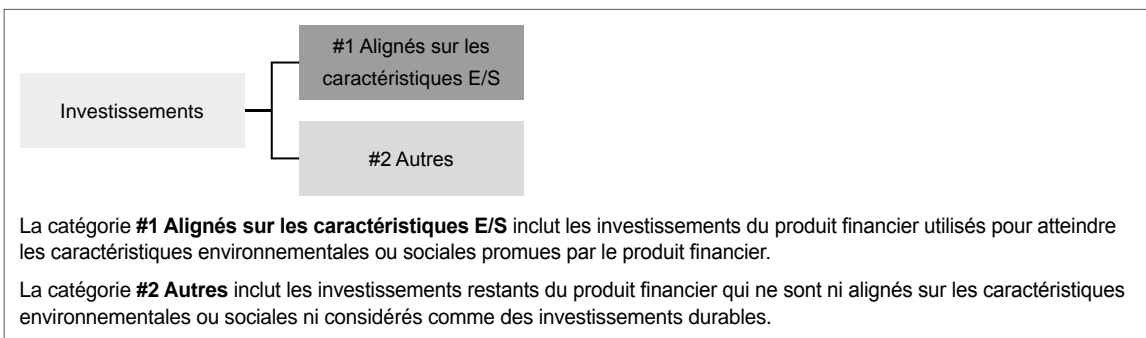 #1 Alignés sur les
caractéristiques E/S
Investissements
#2 Autres
La catégorie #1 Alignés sur les caractéristiques E/S inclut les investissements du produit financier utilisés pour atteindre
les caractéristiques environnementales ou sociales promues par le produit financier.
La catégorie #2 Autres inclut les investissements restants du produit financier qui ne sont ni alignés sur les caractéristiques
environnementales ou sociales ni considérés comme des investissements durables.